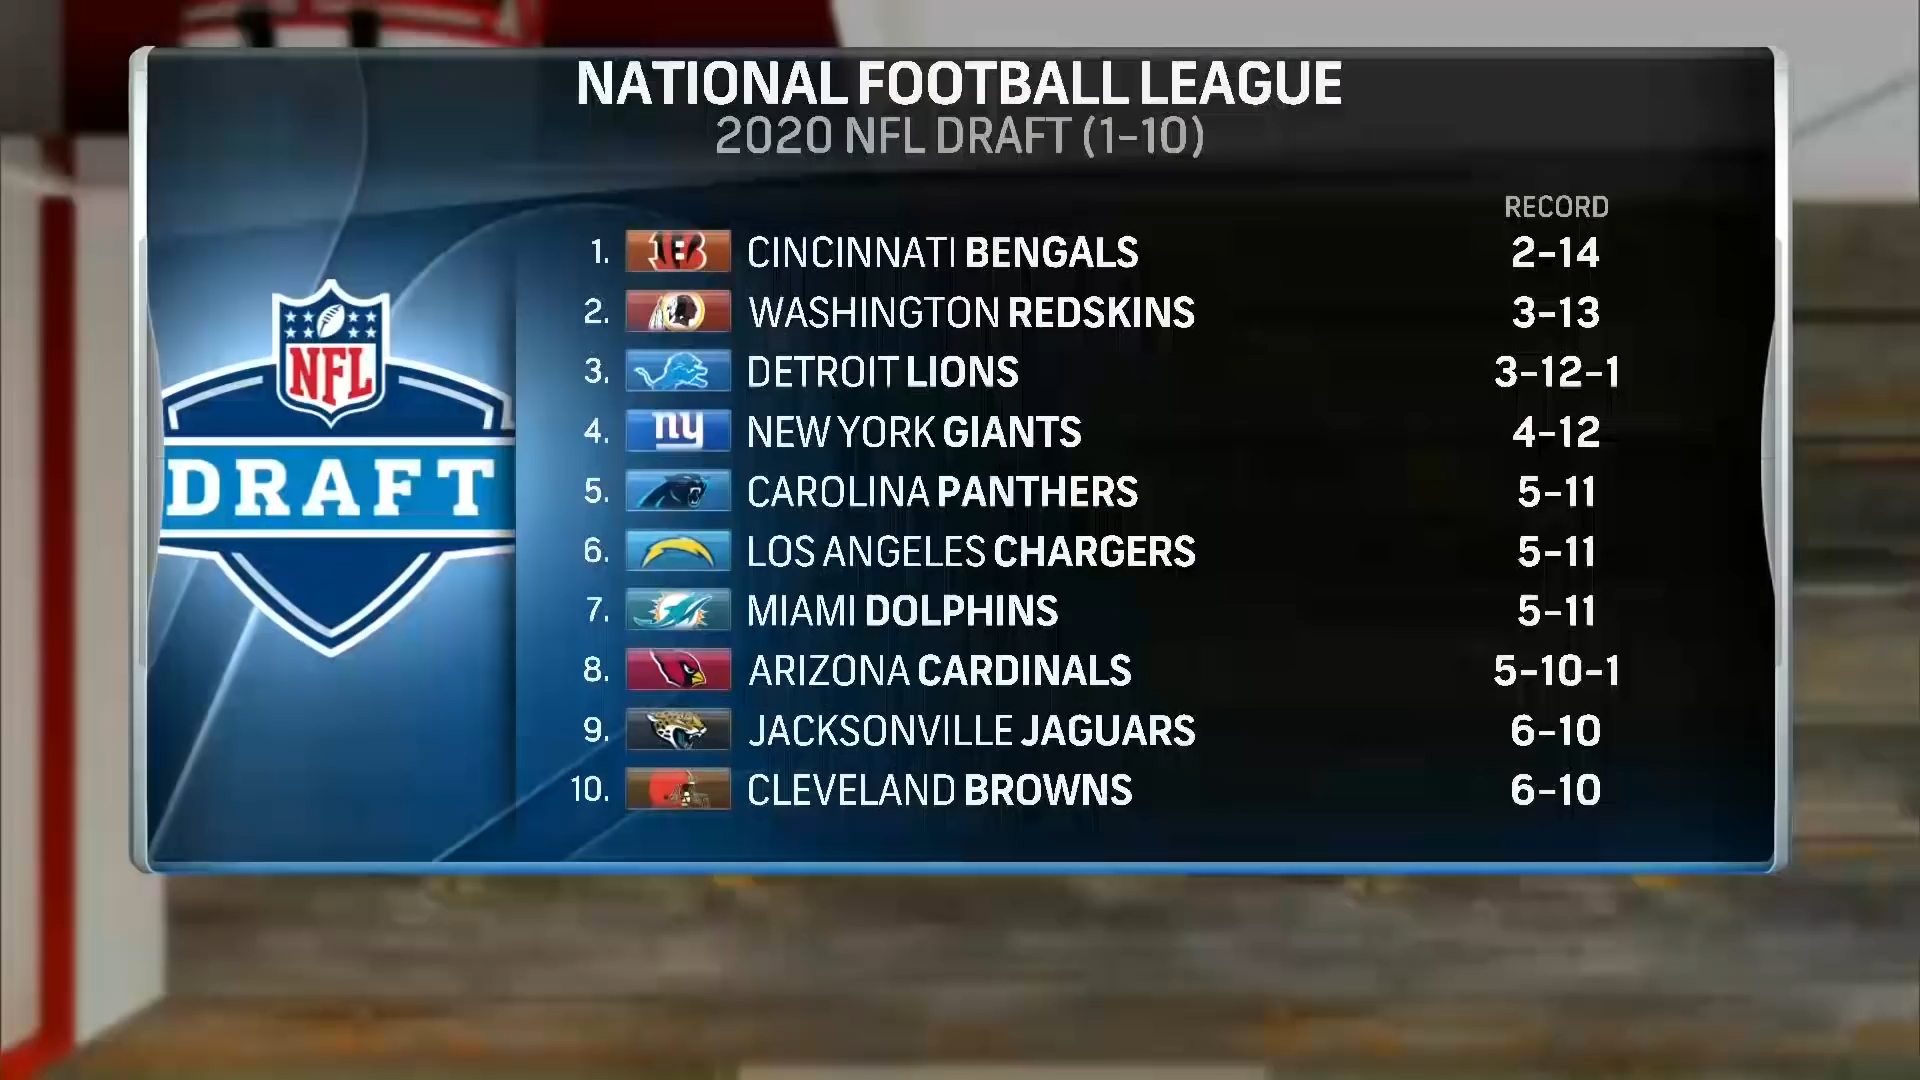 NATIONAL FOOTBALL LEAGUE
2020 NFL DRAFT (1-10)
RECORD
1. CINCINNATI BENGALS 2-14
2. WASHINGTON REDSKINS 3-13
3. DETROIT LIONS 3-12-1
4. ny NEW YORK GIANTS 4-12
5. CAROLINA PANTHERS 5-11
6. LOS ANGELES CHARGERS 5-11
7. MIAMI DOLPHINS 5-11
8. ARIZONA CARDINALS 5-10-1
9. JACKSONVILLE JAGUARS 6-10
10. CLEVELAND BROWNS 6-10
NFL
DRAFT